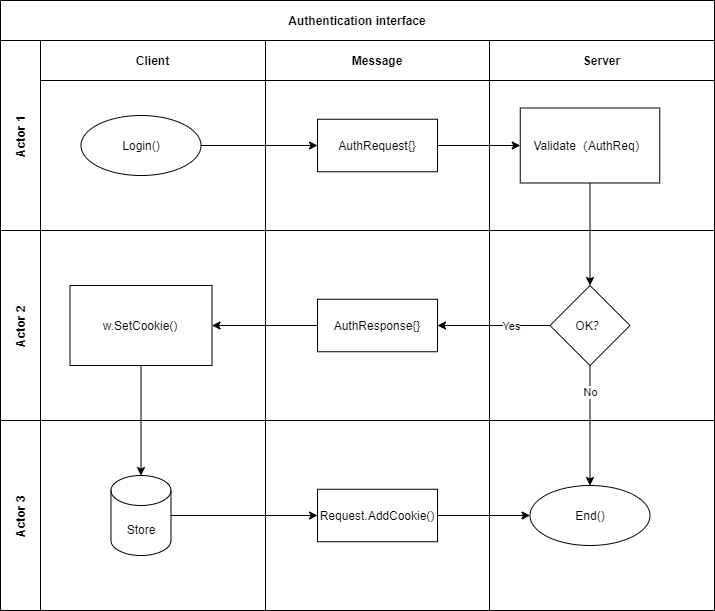 Authentication interface
Client
Message
Server
Actor 1
Login()
AuthRequest{}
Validate（AuthReq）
Actor 2
w.SetCookie()
AuthResponse{}
Yes
OK?
No
Actor 3
Store
Request.AddCookie()
End()